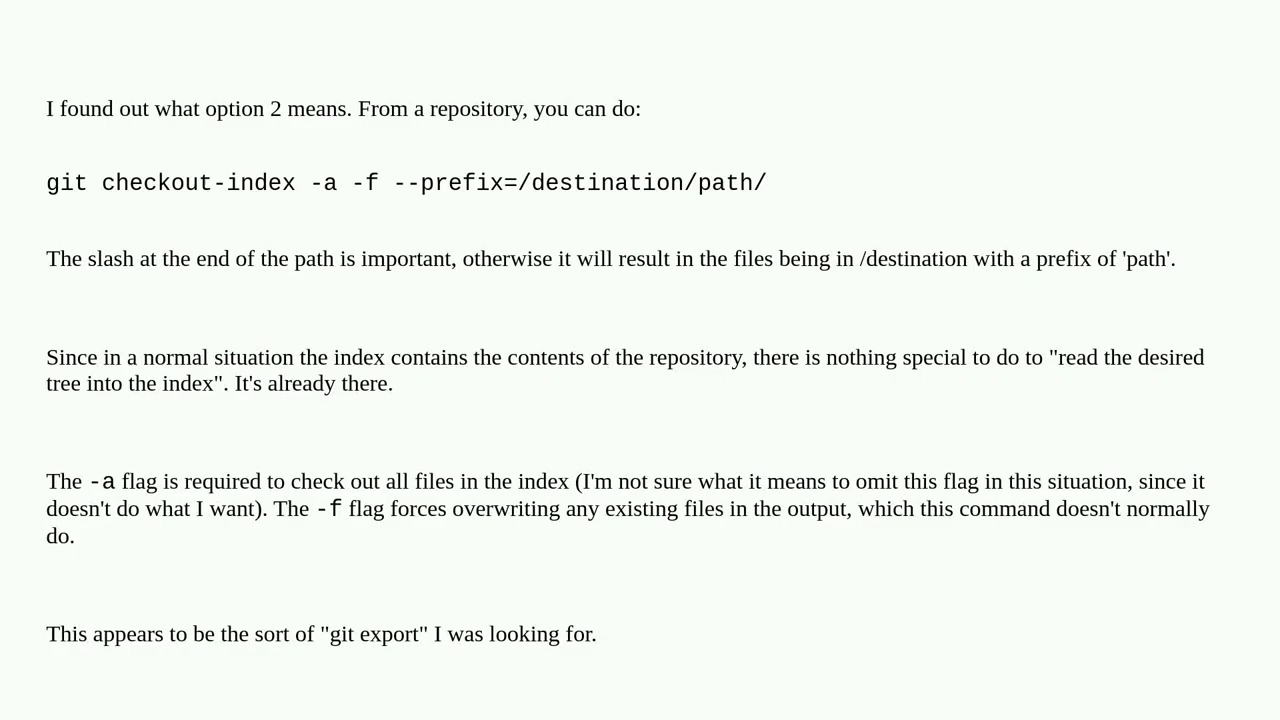 I found out what option 2 means. From a repository, you can do:
git checkout-index -a -f --prefix=/destination/path/
The slash at the end of the path is important, otherwise it will result in the files being in /destination with a prefix of 'path'.
Since in a normal situation the index contains the contents of the repository, there is nothing special to do to "read the desired
tree into the index". It's already there.
The -a flag is required to check out all files in the index (I'm not sure what it means to omit this flag in this situation, since it
doesn't do what I want). The -f flag forces overwriting any existing files in the output, which this command doesn't normally
do.
This appears to be the sort of "git export" I was looking for.